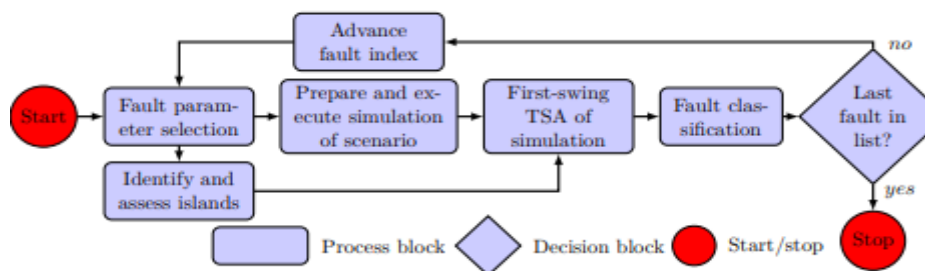 Advance
fault index
no
Start
Fault param-
eter selection
Prepare and ex-
ecute simulation
of scenario
First-swing
TSA of
simulation
Fault clas-
sification
Last
fault in
list?
Identify and
assess islands
yes
Process block
Decision block
Start/stop
Stop